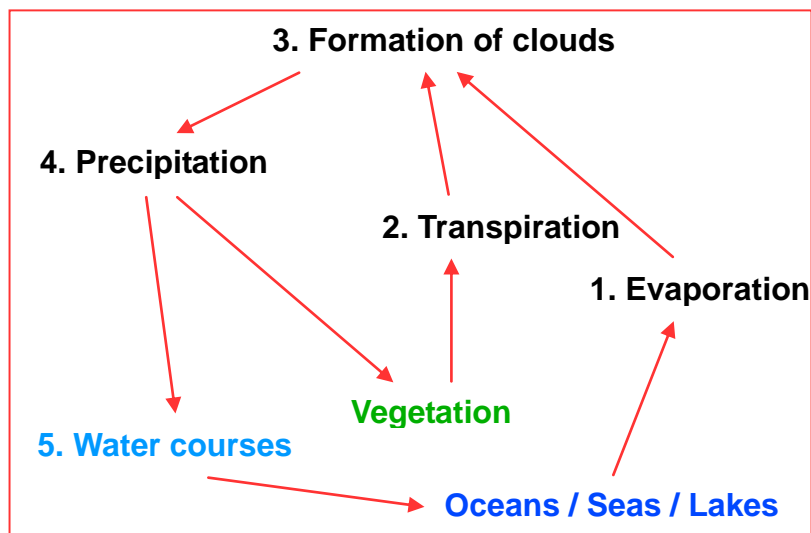 3. Formation of clouds
4. Precipitation
2. Transpiration
1. Evaporation
Vegetation
5. Water courses
Oceans / Seas / Lakes